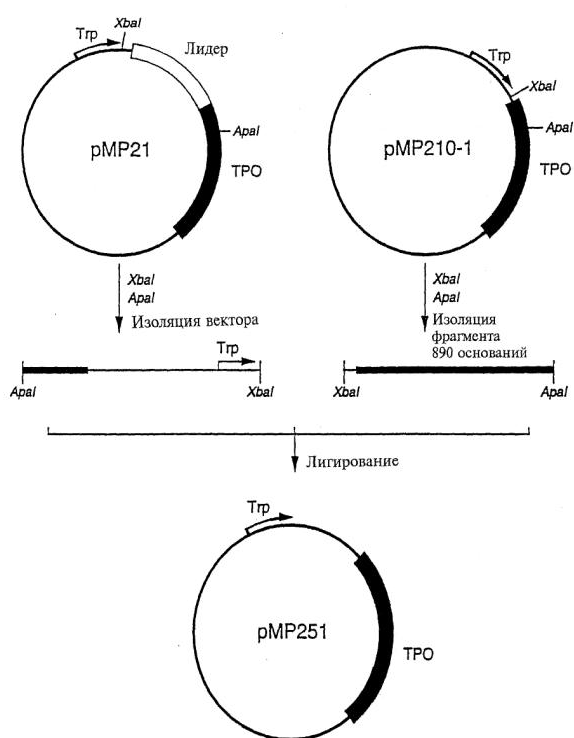 Trp
XbaI
Лидер
ApaI
pMP21
TPO
Trp
XbaI
ApaI
pMP210-1
TPO
XbaI
ApaI
Изоляция вектора
XbaI
ApaI
Изоляция
фрагмента
890 оснований
Trp
ApaI
XbaI
XbaI
ApaI
Лигирование
Trp
pMP251
TPO